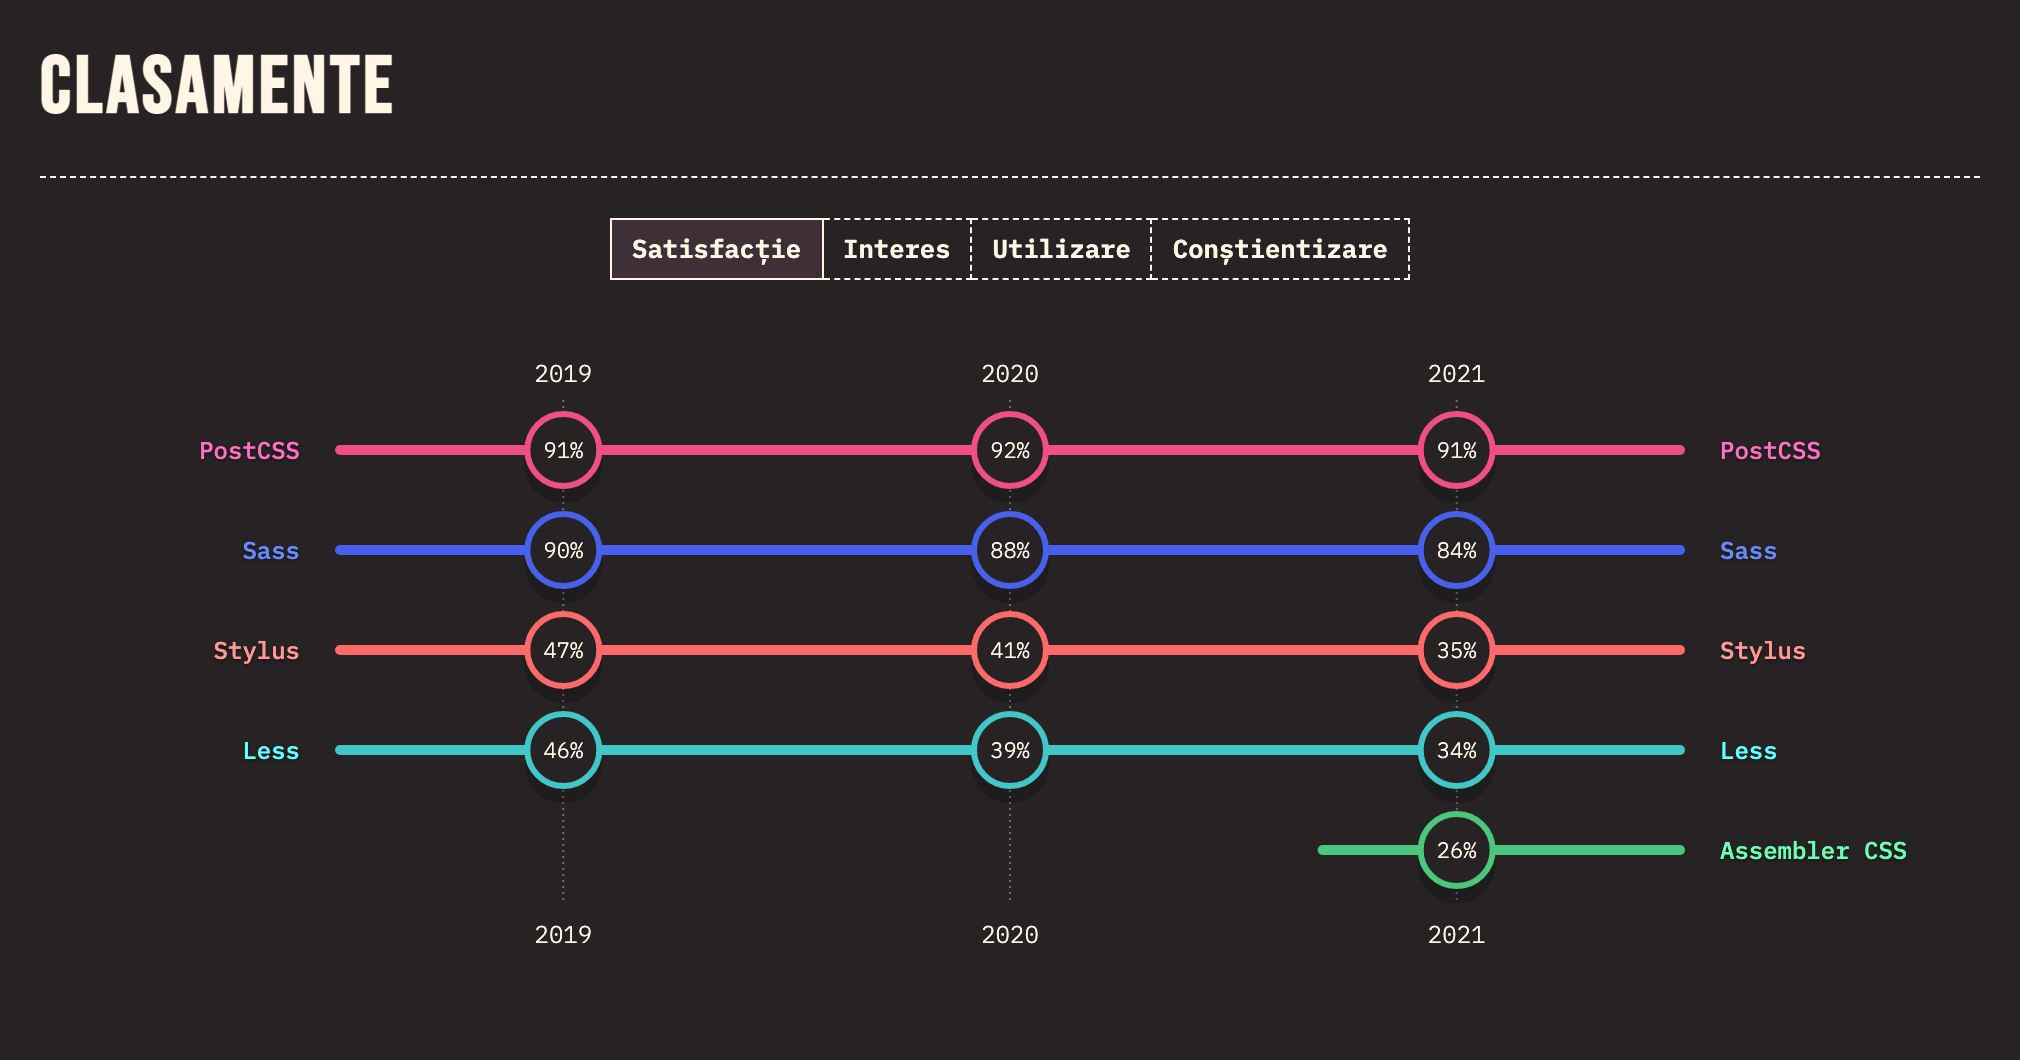 CLASAMENTE
Satisfacție Interes Utilizare Conștientizare
2019 2020 2021
PostCSS 91% 92% 91% PostCSS
Sass 90% 88% 84% Sass
Stylus 47% 41% 35% Stylus
Less 46% 39% 34% Less
26% Assembler CSS
2019 2020 2021